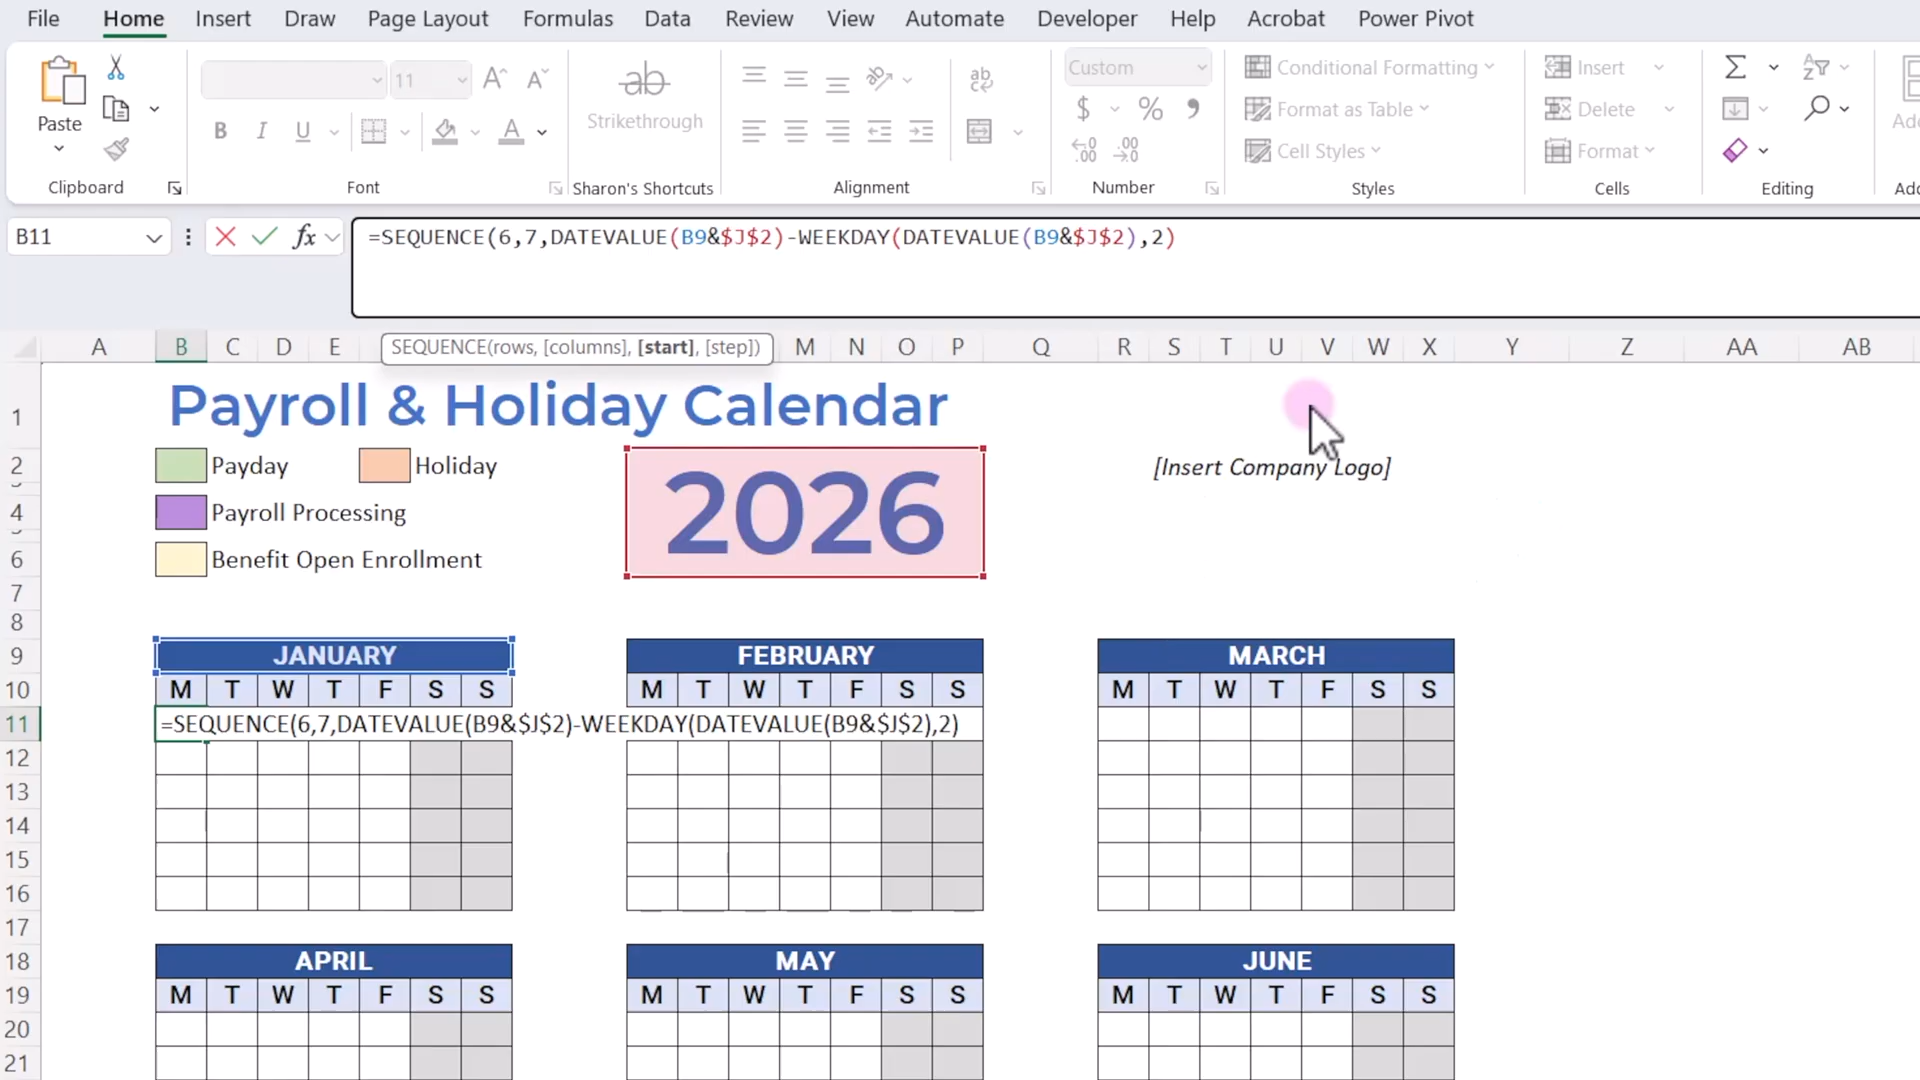 File Home Insert Draw Page Layout Formulas Data Review View Automate Developer Help Acrobat Power Pivot
11 Custom Conditional Formatting Insert
Paste B I U ab Strikethrough ab $ % Format as Table Delete
Cell Styles Format
Clipboard Font Sharon's Shortcuts Alignment Number Styles Cells Editing
B11 fx =SEQUENCE(6,7,DATEVALUE(B9&$J$2)-WEEKDAY(DATEVALUE(B9&$J$2),2)
SEQUENCE(rows, [columns], [start], [step])
A B C D E M N O P Q R S T U V W X Y Z AA AB
1 Payroll & Holiday Calendar
2 Payday Holiday 2026 [Insert Company Logo]
4 Payroll Processing
6 Benefit Open Enrollment
7
8
9 JANUARY FEBRUARY MARCH
10 M T W T F S S M T W T F S S M T W T F S S
11 =SEQUENCE(6,7,DATEVALUE(B9&$J$2)-WEEKDAY(DATEVALUE(B9&$J$2),2)
12
13
14
15
16
17
18 APRIL MAY JUNE
19 M T W T F S S M T W T F S S M T W T F S S
20
21